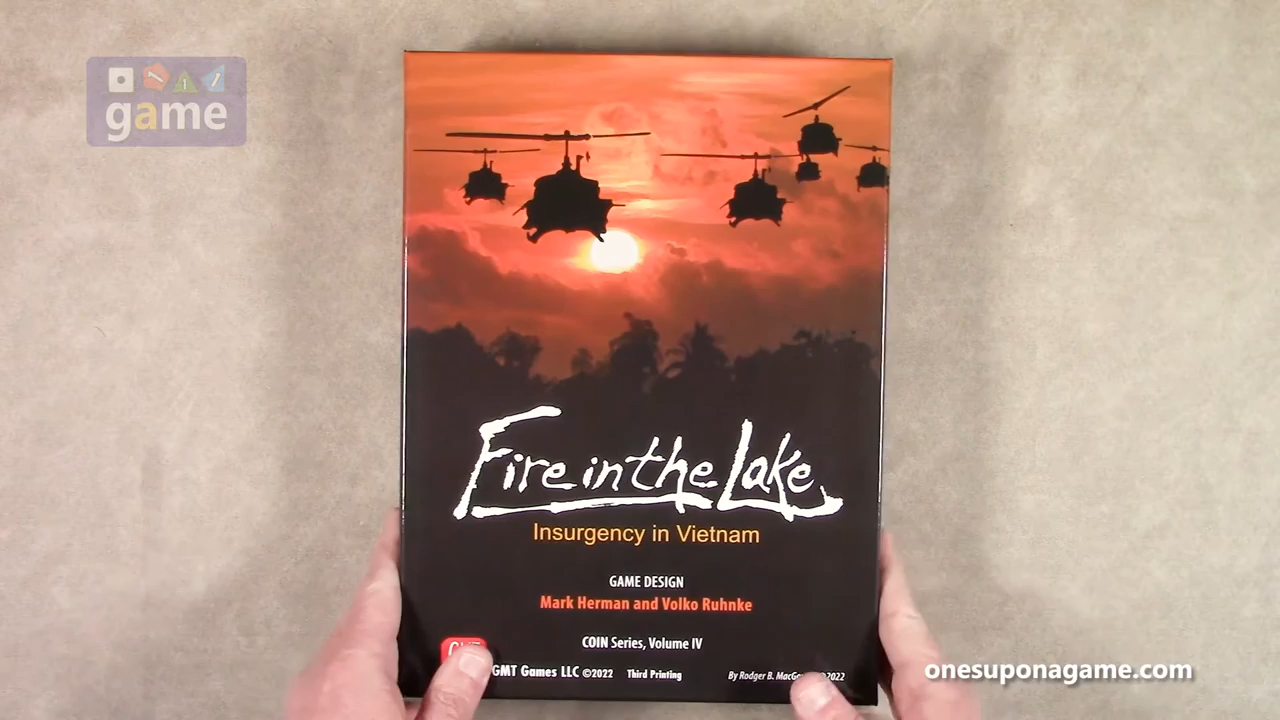 game
Fire in the Lake
Insurgency in Vietnam
GAME DESIGN
Mark Herman and Volko Ruhnke
COIN Series, Volume IV
GMT Games LLC ©2022 Third Printing
By Rodger B. 2022
onesuponagame.com